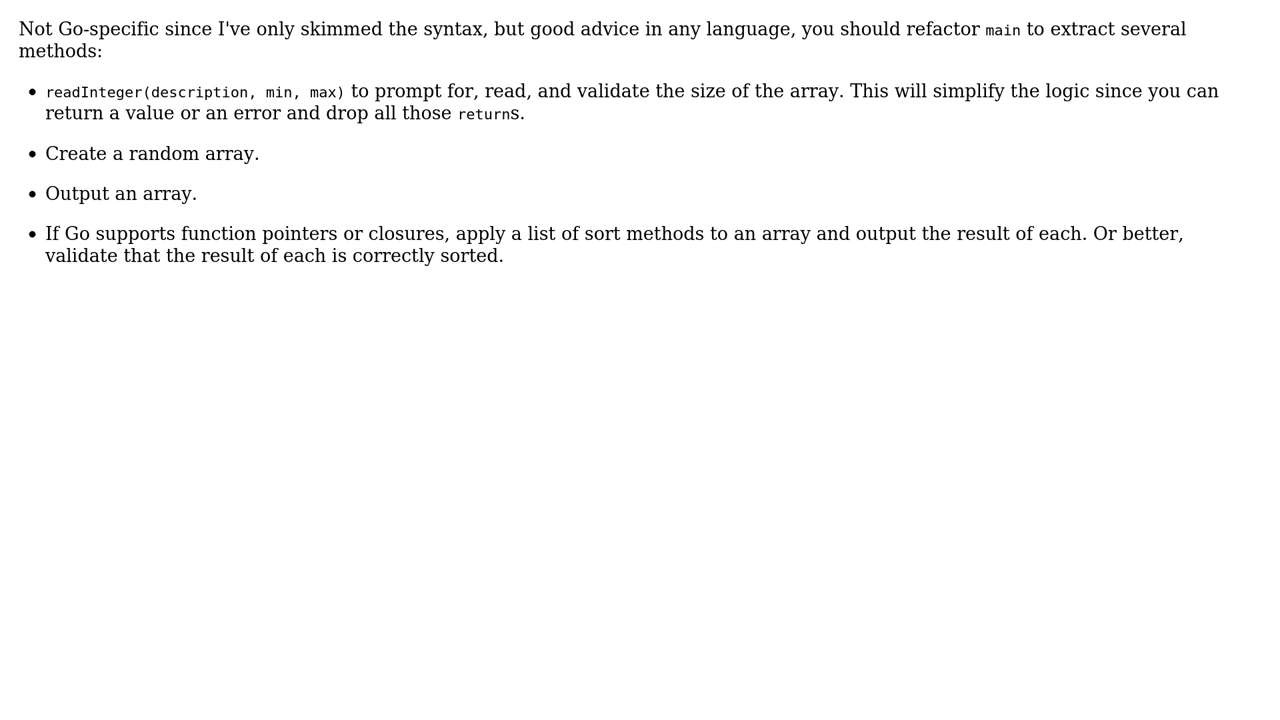 Not Go-specific since I've only skimmed the syntax, but good advice in any language, you should refactor main to extract several
methods:
• readInteger(description, min, max) to prompt for, read, and validate the size of the array. This will simplify the logic since you can
return a value or an error and drop all those returns.
• Create a random array.
• Output an array.
• If Go supports function pointers or closures, apply a list of sort methods to an array and output the result of each. Or better,
validate that the result of each is correctly sorted.